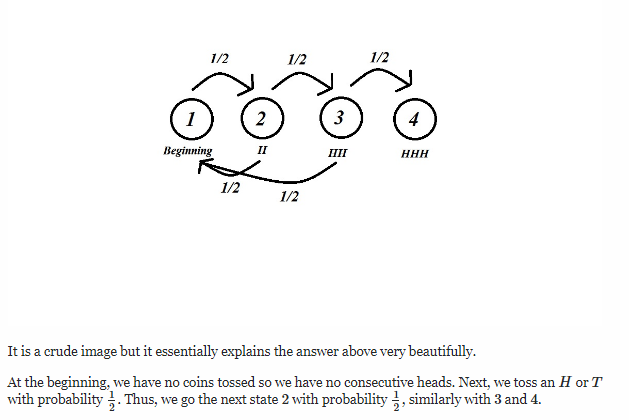 1/2 1/2 1/2
1 2 3 4
Beginning H HH HHH
1/2 1/2
It is a crude image but it essentially explains the answer above very beautifully.
At the beginning, we have no coins tossed so we have no consecutive heads. Next, we toss an H or T
with probability 1/2. Thus, we go the next state 2 with probability 1/2, similarly with 3 and 4.